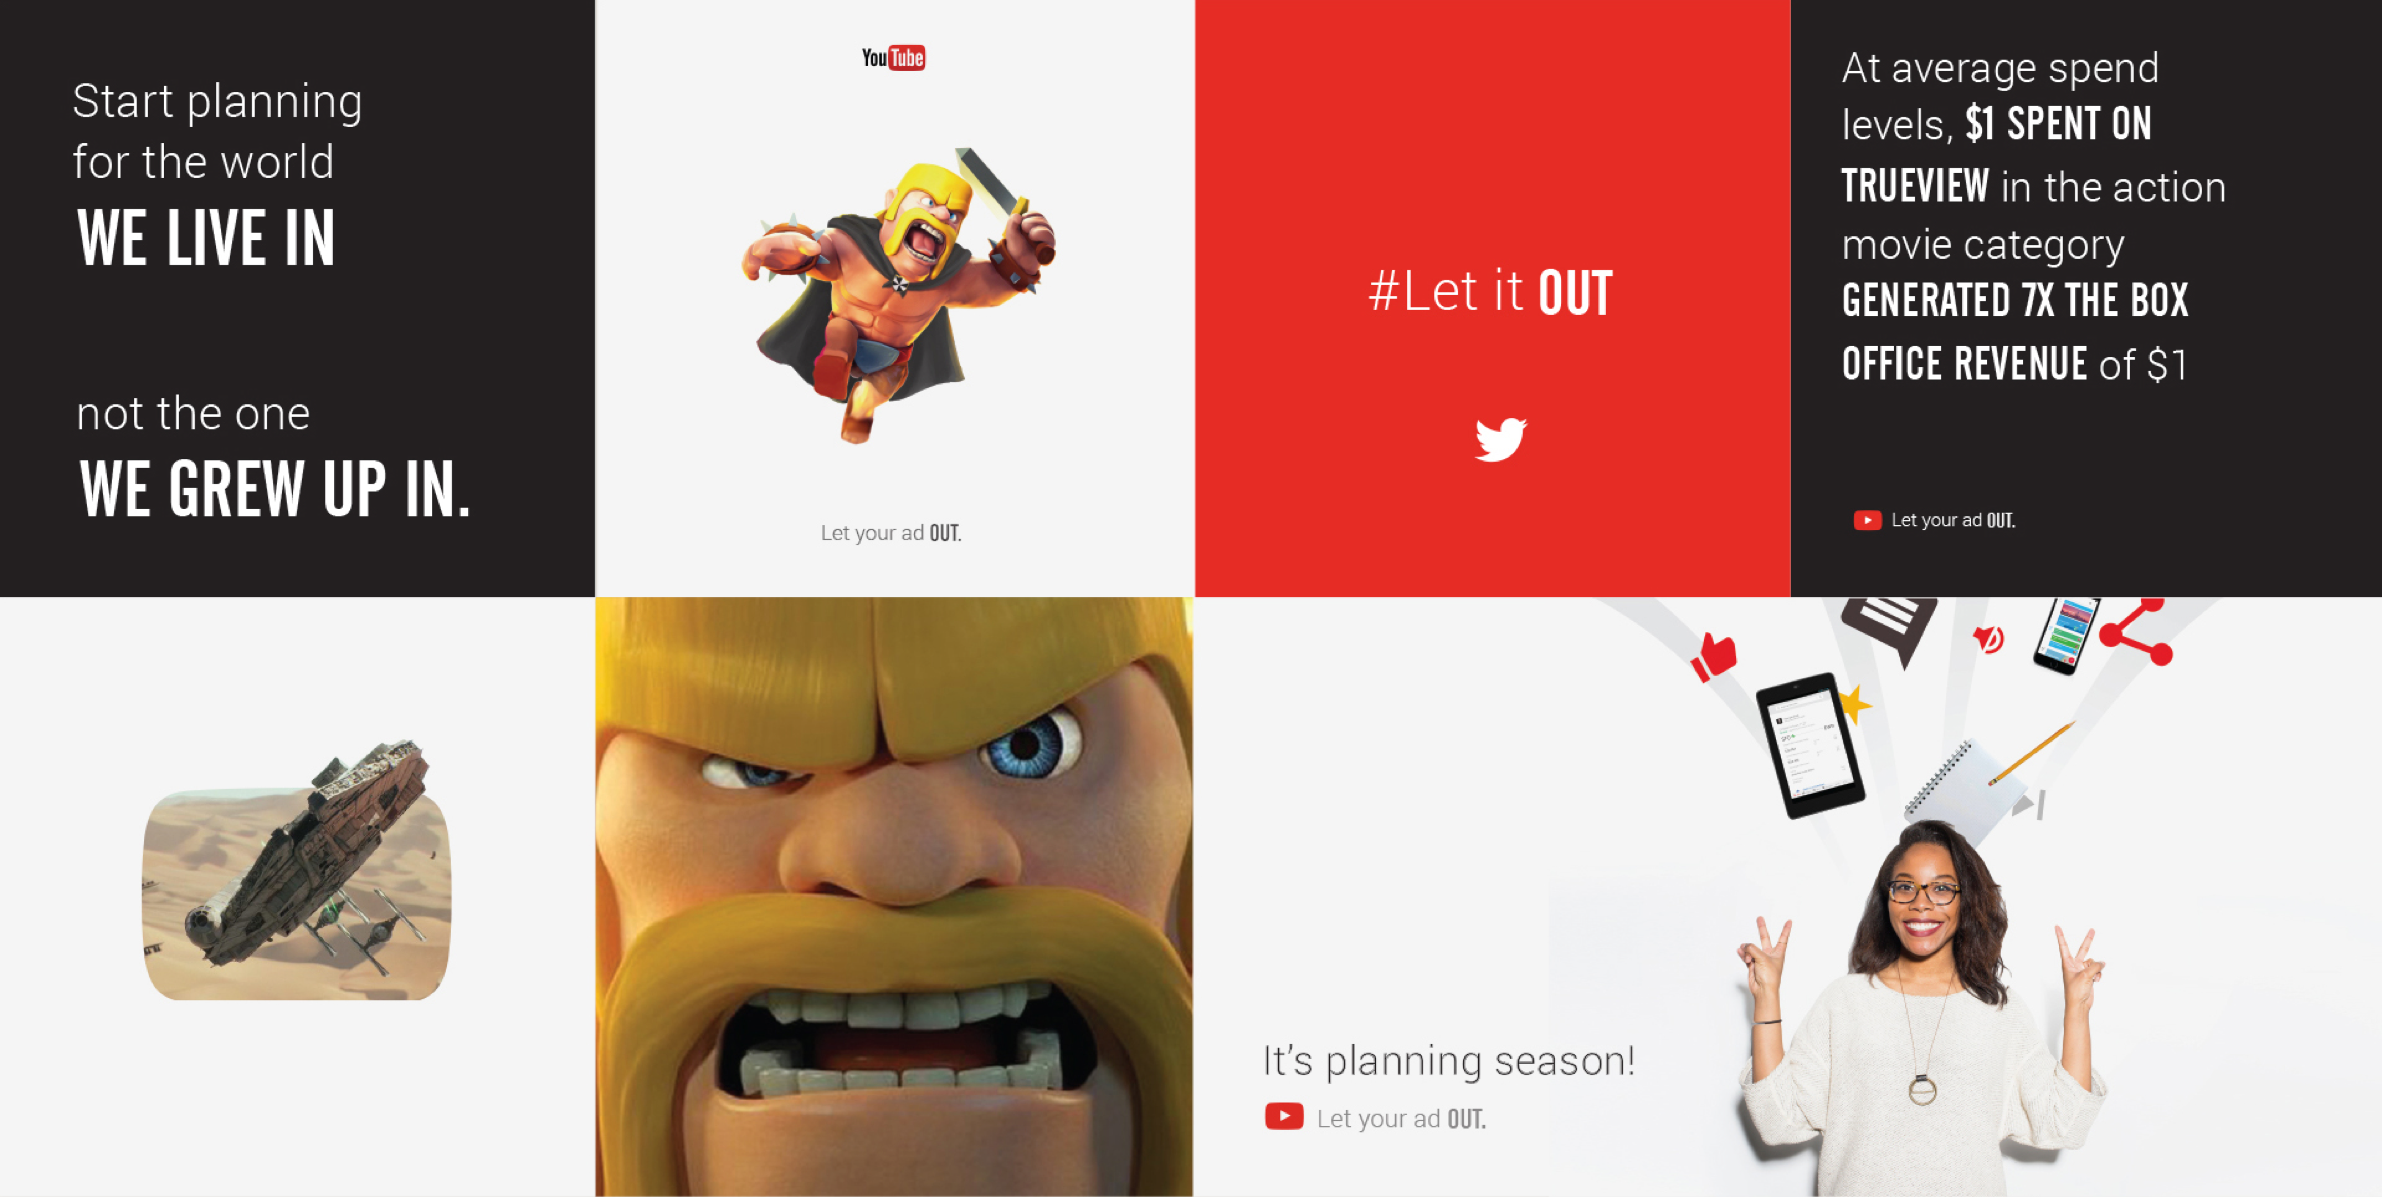 Start planning
for the world
WE LIVE IN
not the one
WE GREW UP IN.
YouTube
Let your ad OUT.
#Let it OUT
At average spend
levels, $1 SPENT ON
TRUEVIEW in the action
movie category
GENERATED 7X THE BOX
OFFICE REVENUE of $1
Let your ad OUT.
It's planning season!
Let your ad OUT.